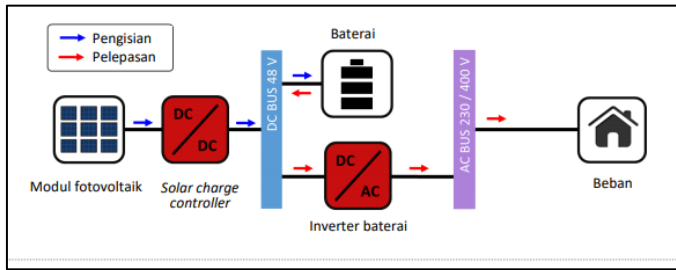 Pengisian
Pelepasan
Baterai
DC BUS 48 V
AC BUS 230 / 400 V
DC
DC
Modul fotovoltaik
Solar charge
controller
DC
AC
Inverter baterai
Beban